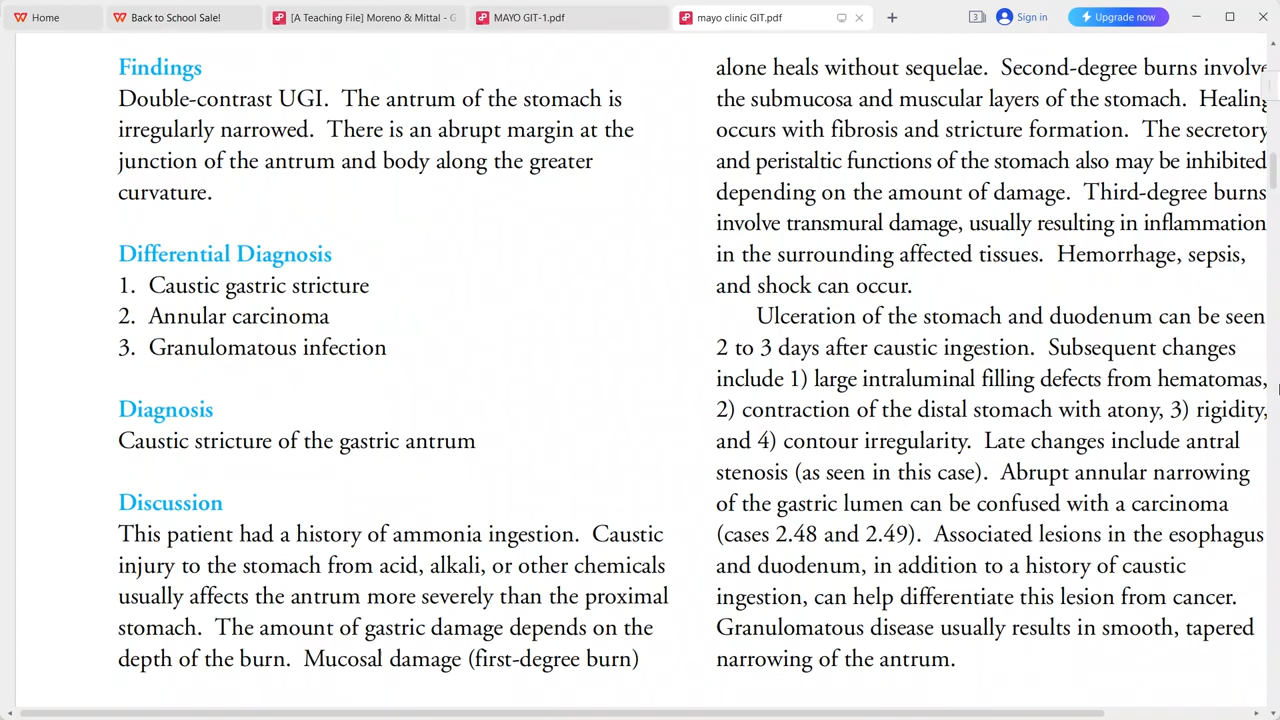 Home
Back to School Sale!
[A Teaching File] Moreno & Mittal - G
MAYO GIT-1.pdf
mayo clinic GIT.pdf
3
Sign in
Upgrade now
Findings
Double-contrast UGI. The antrum of the stomach is
irregularly narrowed. There is an abrupt margin at the
junction of the antrum and body along the greater
curvature.
Differential Diagnosis
1. Caustic gastric stricture
2. Annular carcinoma
3. Granulomatous infection
Diagnosis
Caustic stricture of the gastric antrum
Discussion
This patient had a history of ammonia ingestion. Caustic
injury to the stomach from acid, alkali, or other chemicals
usually affects the antrum more severely than the proximal
stomach. The amount of gastric damage depends on the
depth of the burn. Mucosal damage (first-degree burn)
alone heals without sequelae. Second-degree burns involve
the submucosa and muscular layers of the stomach. Healing
occurs with fibrosis and stricture formation. The secretory
and peristaltic functions of the stomach also may be inhibited
depending on the amount of damage. Third-degree burns
involve transmural damage, usually resulting in inflammation
in the surrounding affected tissues. Hemorrhage, sepsis,
and shock can occur.
Ulceration of the stomach and duodenum can be seen
2 to 3 days after caustic ingestion. Subsequent changes
include 1) large intraluminal filling defects from hematomas,
2) contraction of the distal stomach with atony, 3) rigidity,
and 4) contour irregularity. Late changes include antral
stenosis (as seen in this case). Abrupt annular narrowing
of the gastric lumen can be confused with a carcinoma
(cases 2.48 and 2.49). Associated lesions in the esophagus
and duodenum, in addition to a history of caustic
ingestion, can help differentiate this lesion from cancer.
Granulomatous disease usually results in smooth, tapered
narrowing of the antrum.